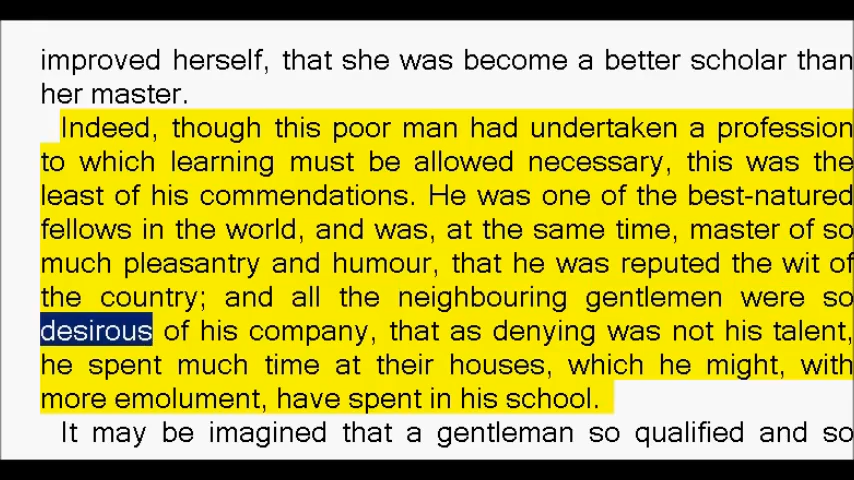 improved herself, that she was become a better scholar than
her master.
Indeed, though this poor man had undertaken a profession
to which learning must be allowed necessary, this was the
least of his commendations. He was one of the best-natured
fellows in the world, and was, at the same time, master of so
much pleasantry and humour, that he was reputed the wit of
the country; and all the neighbouring gentlemen were so
desirous of his company, that as denying was not his talent,
he spent much time at their houses, which he might, with
more emolument, have spent in his school.
It may be imagined that a gentleman so qualified and so